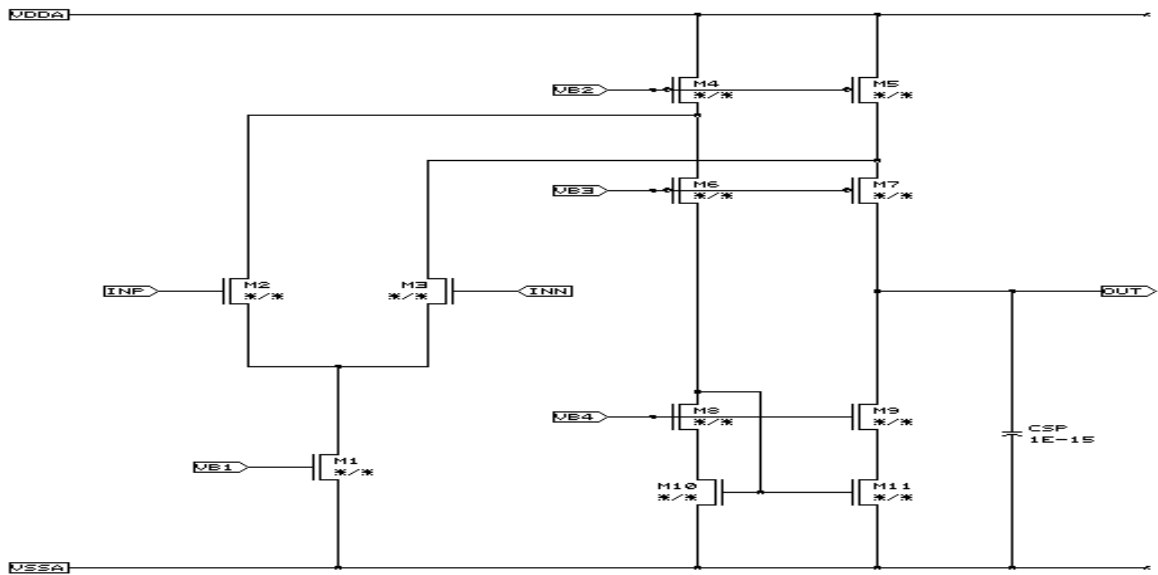 VDDA
M4
*/*
M5
*/*
VB2
M6
*/*
M7
*/*
VB3
INP
M2
*/*
M3
*/*
INN
OUT
VB4
M8
*/*
M9
*/*
CSP
1E-15
VB1
M1
*/*
M10
*/*
M11
*/*
VSSA